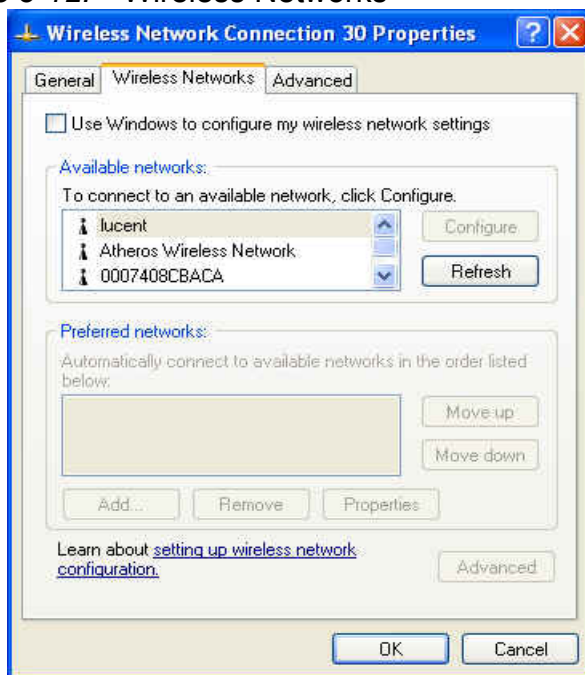 Wireless Networks
Wireless Network Connection 30 Properties
General Wireless Networks Advanced
Use Windows to configure my wireless network settings
Available networks:
To connect to an available network, click Configure.
lucent
Atheros Wireless Network
0007408CBACA
Configure
Refresh
Preferred networks:
Automatically connect to available networks in the order listed
below:
Move up
Move down
Add... Remove Properties
Learn about setting up wireless network
configuration.
Advanced
OK Cancel